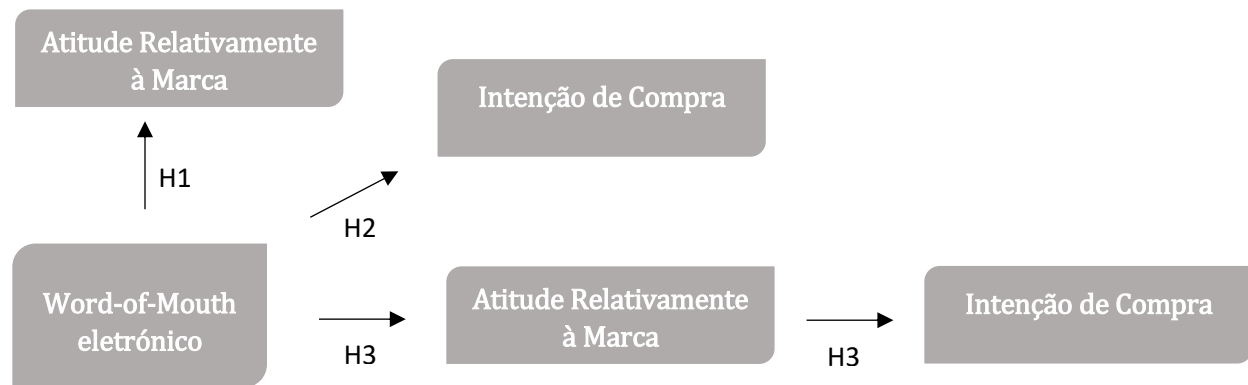 Atitude Relativamente
à Marca
Intenção de Compra
H1
H2
Word-of-Mouth
eletrónico
H3
Atitude Relativamente
à Marca
H3
Intenção de Compra